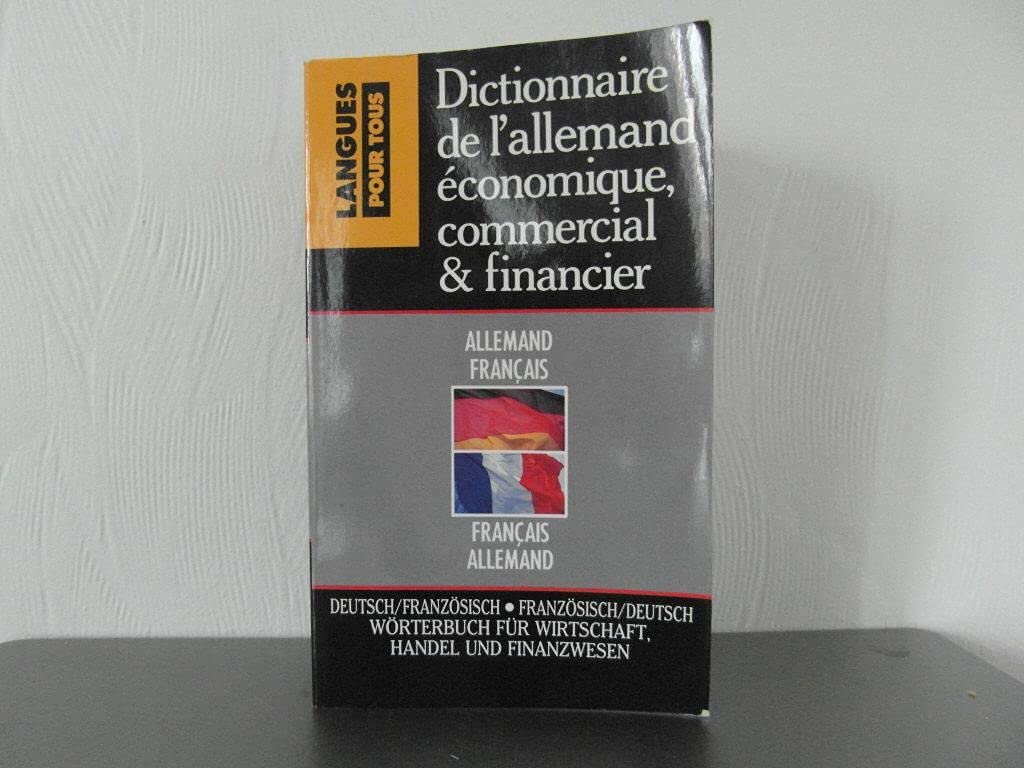 LANGUES
POUR TOUS
Dictionnaire
de l'allemand
économique,
commercial
& financier
ALLEMAND
FRANÇAIS
FRANÇAIS
ALLEMAND
DEUTSCH/FRANZÖSISCH • FRANZÖSISCH/DEUTSCH
WÖRTERBUCH FÜR WIRTSCHAFT,
HANDEL UND FINANZWESEN